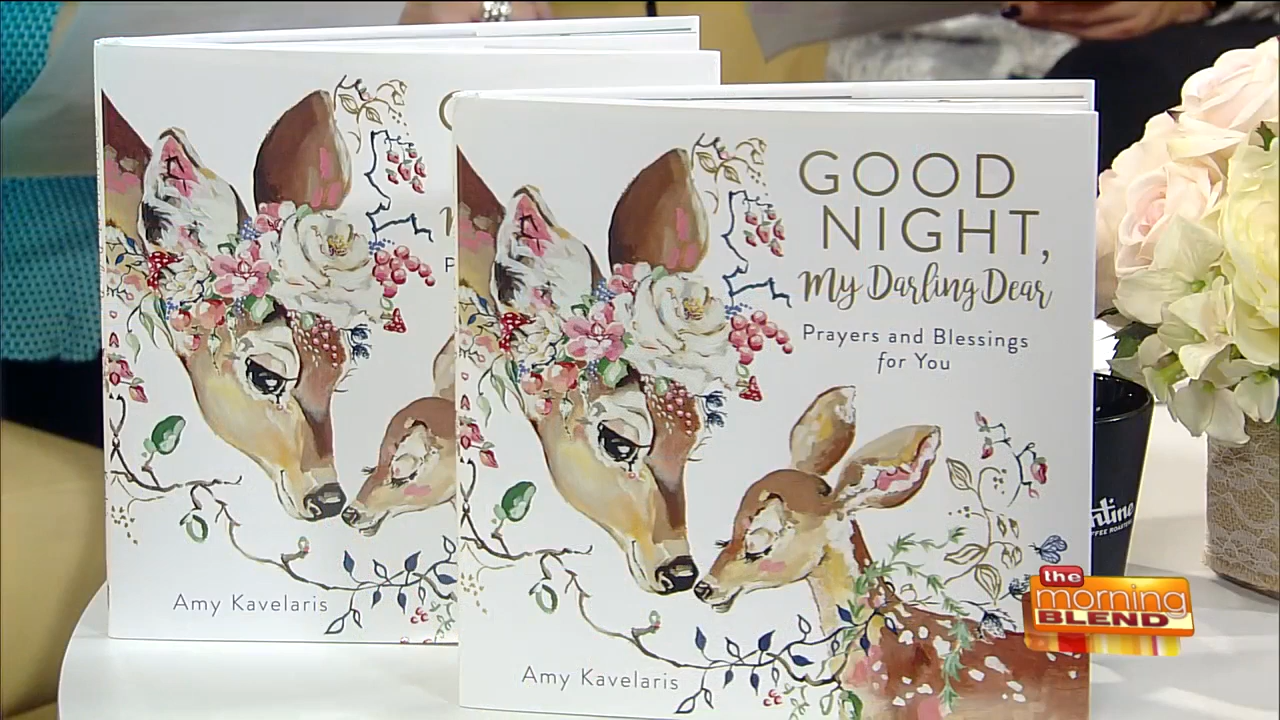 Amy Kavelaris
GOOD
NIGHT,
My Darling Dear
Prayers and Blessings
for You
Amy Kavelaris
the
morning
BLEND